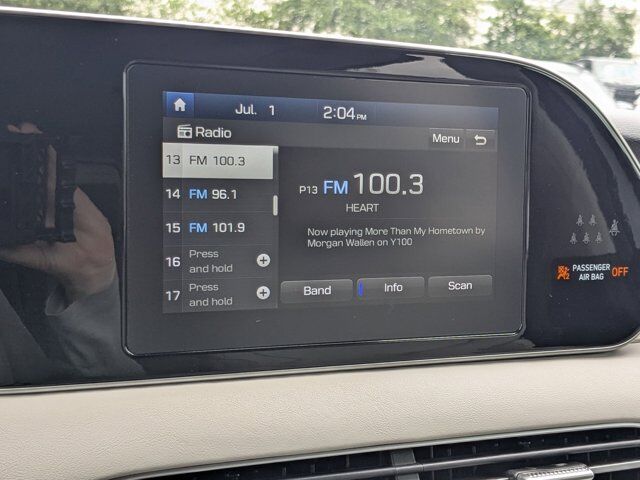 Jul. 1 2:04 PM
Radio
Menu
13 FM 100.3
14 FM 96.1
15 FM 101.9
16 Press and hold
17 Press and hold
P13 FM 100.3
HEART
Now playing More Than My Hometown by
Morgan Wallen on Y100
Band Info Scan
PASSENGER
AIR BAG OFF